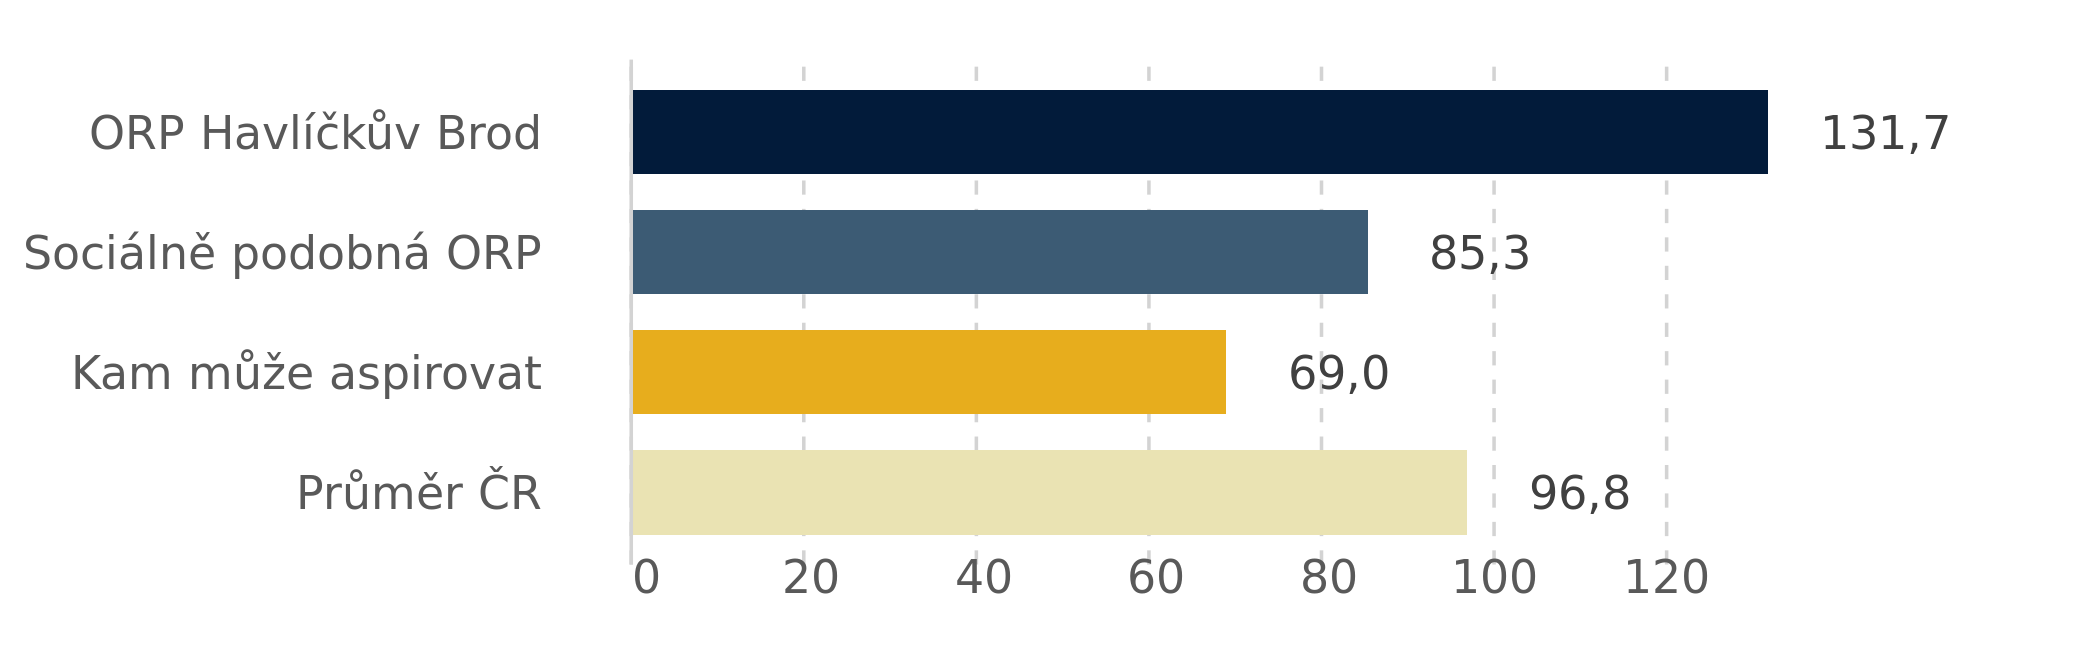 ORP Havlíčkův Brod 131,7
Sociálně podobná ORP 85,3
Kam může aspirovat 69,0
Průměr ČR 96,8
0 20 40 60 80 100 120